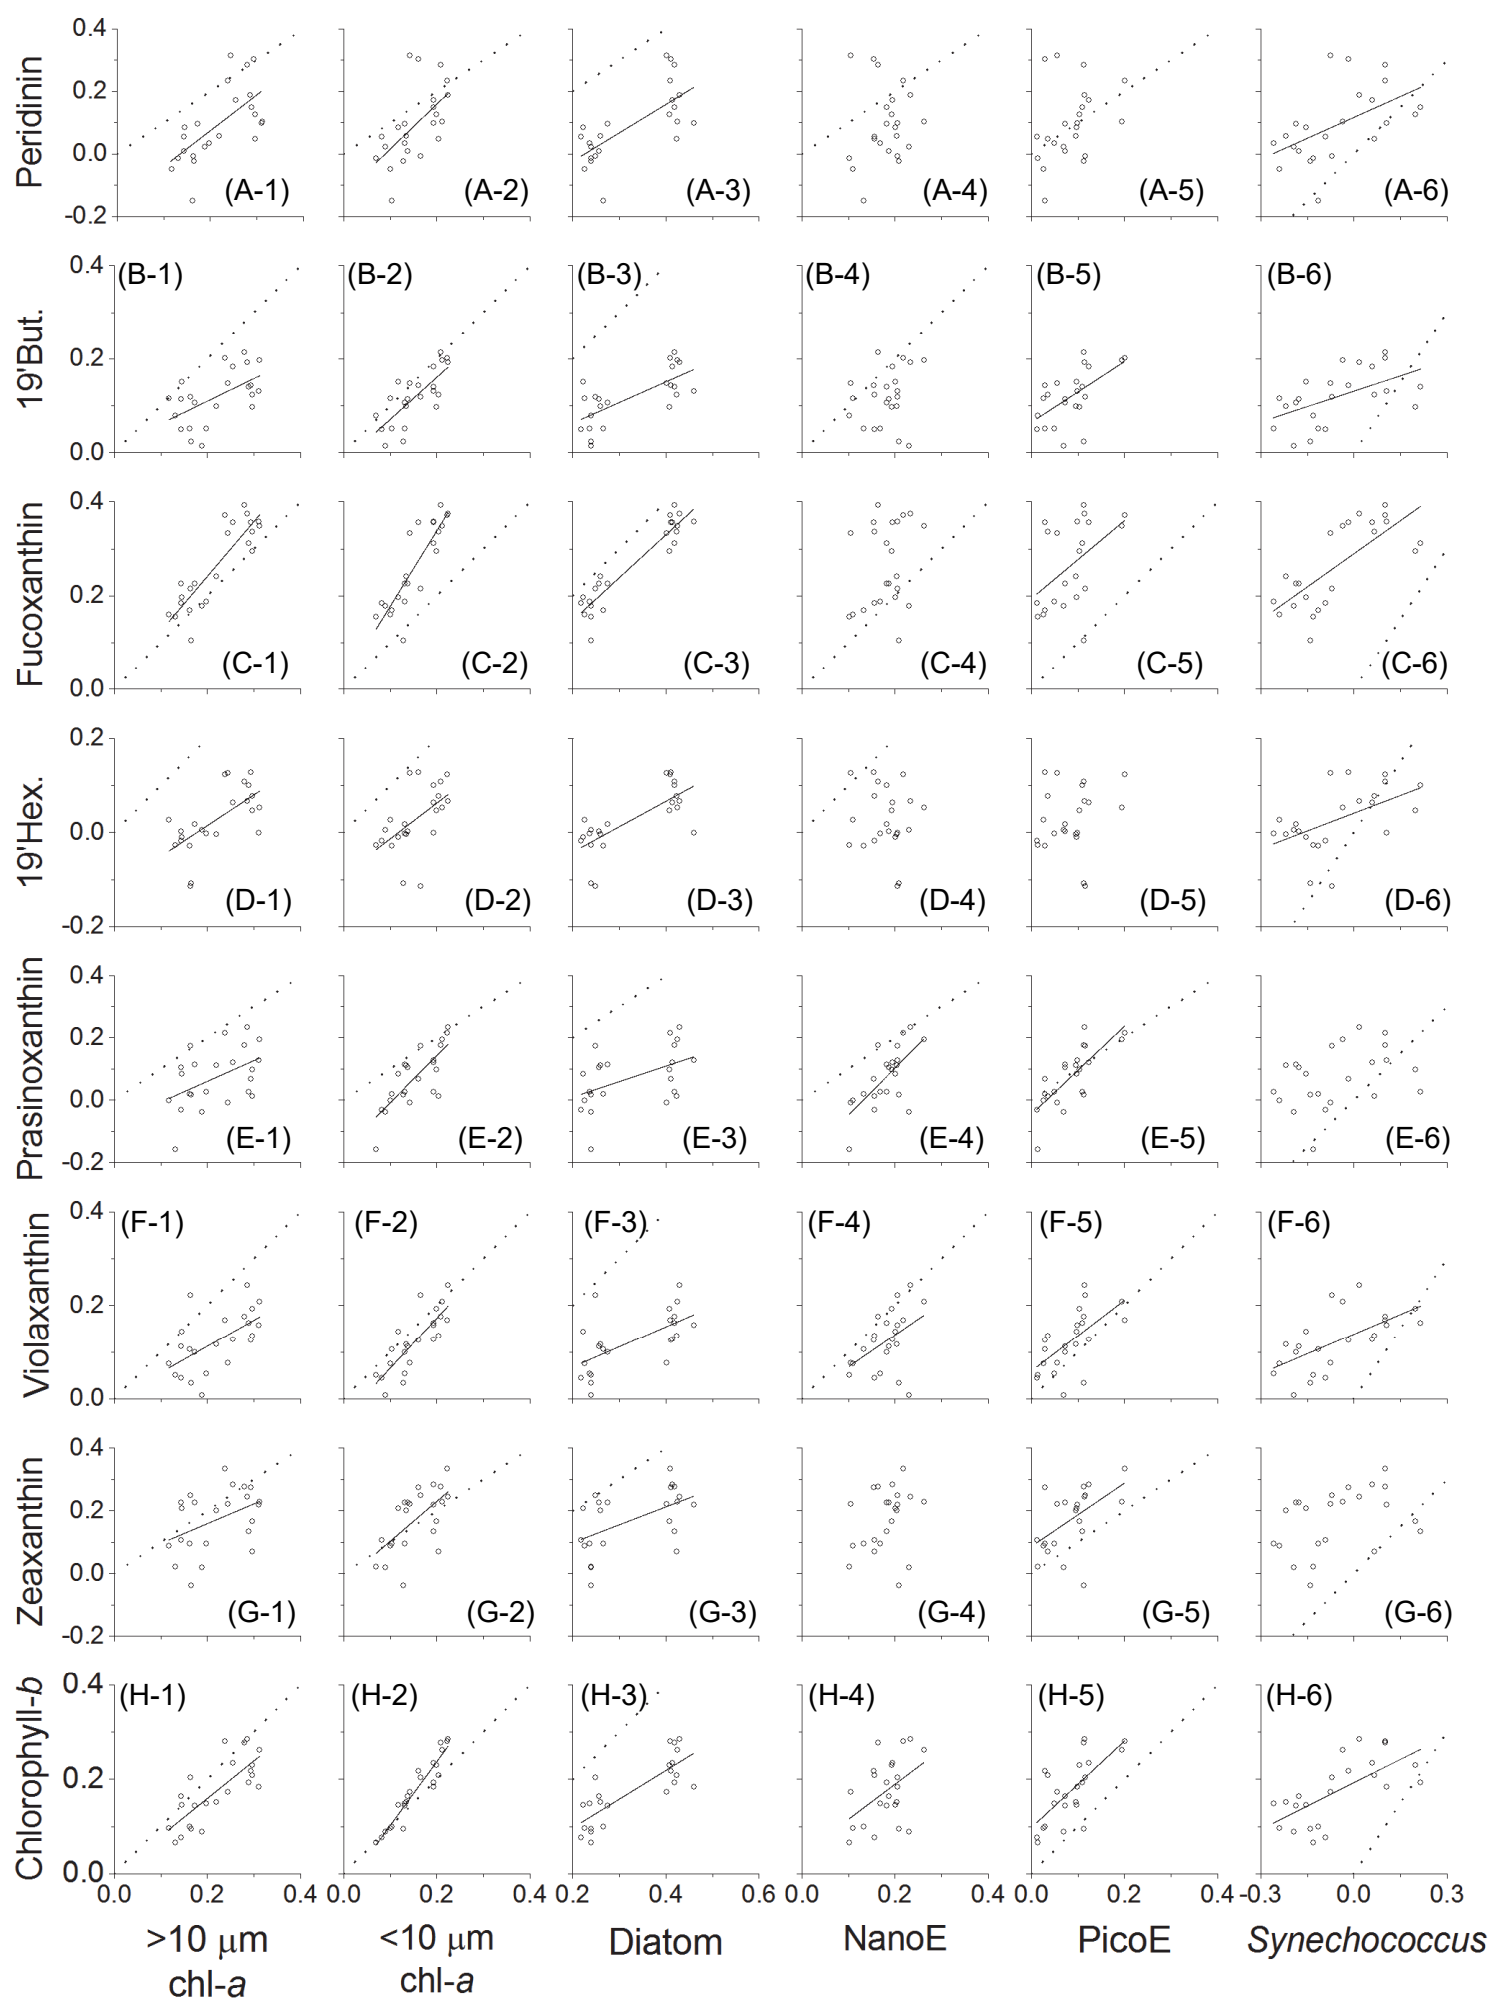 Peridinin
0.4
0.2
0.0
-0.2
(A-1)
(A-2)
(A-3)
(A-4)
(A-5)
(A-6)
19'But.
0.4
0.2
0.0
(B-1)
(B-2)
(B-3)
(B-4)
(B-5)
(B-6)
Fucoxanthin
0.4
0.2
0.0
(C-1)
(C-2)
(C-3)
(C-4)
(C-5)
(C-6)
19'Hex.
0.2
0.0
-0.2
(D-1)
(D-2)
(D-3)
(D-4)
(D-5)
(D-6)
Prasinoxanthin
0.4
0.2
0.0
-0.2
(E-1)
(E-2)
(E-3)
(E-4)
(E-5)
(E-6)
Violaxanthin
0.4
0.2
0.0
(F-1)
(F-2)
(F-3)
(F-4)
(F-5)
(F-6)
Zeaxanthin
0.4
0.2
0.0
-0.2
(G-1)
(G-2)
(G-3)
(G-4)
(G-5)
(G-6)
Chlorophyll-b
0.4
0.2
0.0
(H-1)
(H-2)
(H-3)
(H-4)
(H-5)
(H-6)
0.0 0.2 0.4
0.0 0.2
0.2 0.4 0.6
0.0 0.2 0.4
0.0 0.2 0.4
-0.3 0.0 0.3
>10 μm
chl-a
<10 μm
chl-a
Diatom
NanoE
PicoE
Synechococcus